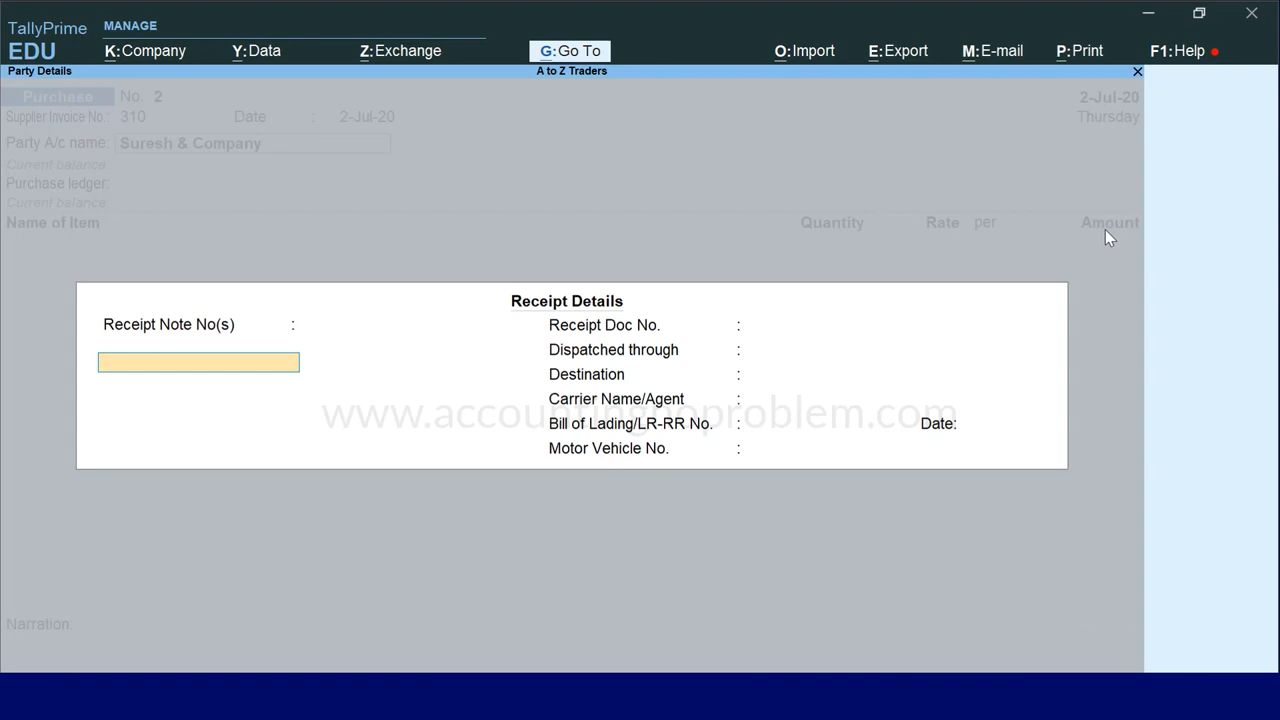 TallyPrime MANAGE
EDU K:Company Y:Data Z:Exchange G:Go To O:Import E:Export M:E-mail P:Print F1:Help
Party Details A to Z Traders
Purchase No. 2 2-Jul-20
Supplier Invoice No.: 310 Date : 2-Jul-20 Thursday
Party A/c name: Suresh & Company
Current balance:
Purchase ledger:
Current balance:
Name of Item Quantity Rate per Amount
Receipt Details
Receipt Note No(s) : Receipt Doc No. :
Dispatched through :
Destination :
Carrier Name/Agent :
www.accountingnoproblem.com
Bill of Lading/LR-RR No. : Date:
Motor Vehicle No. :
Narration: